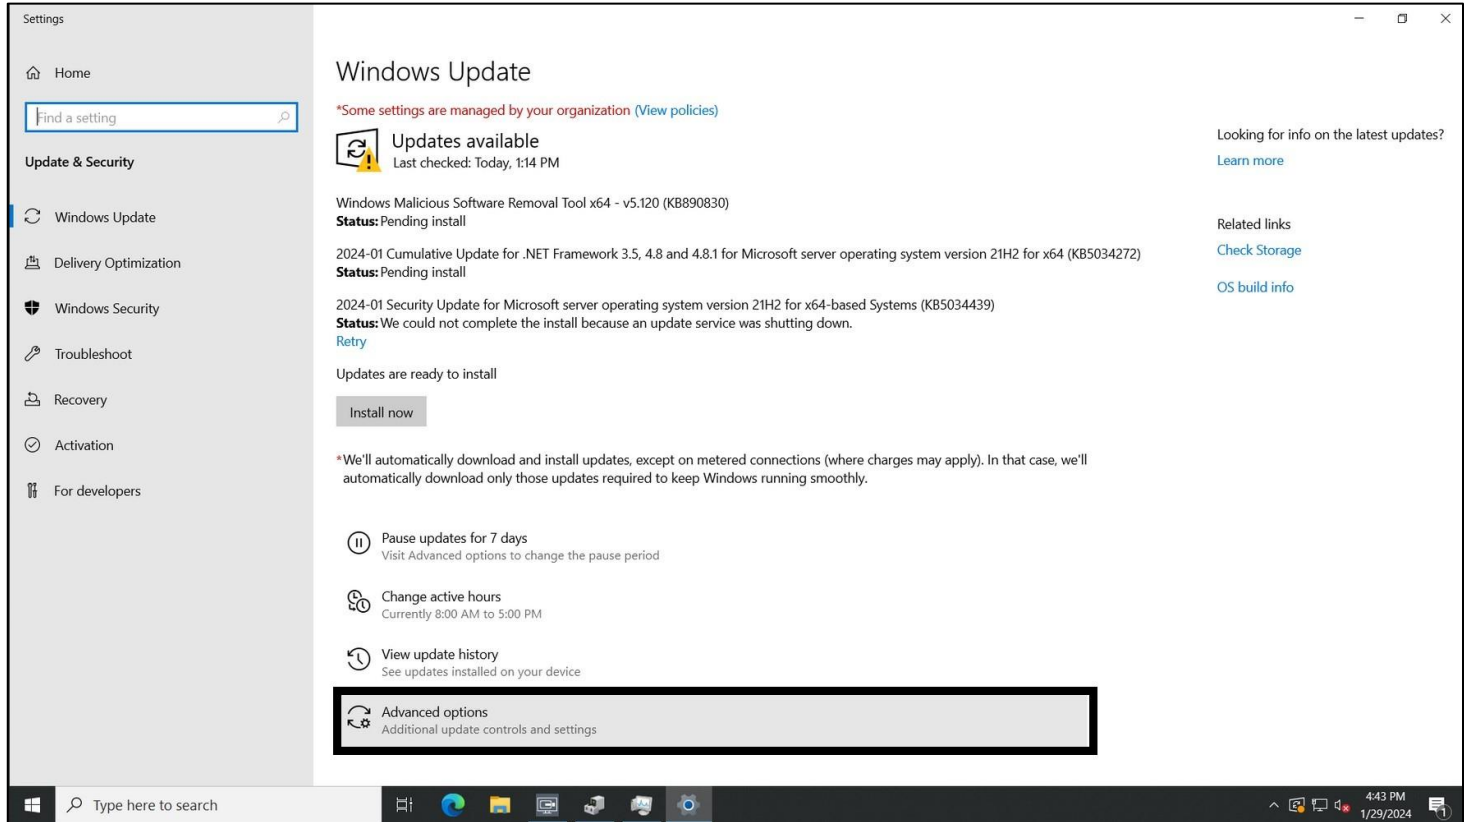 Settings
Home
Find a setting
Update & Security
Windows Update
Delivery Optimization
Windows Security
Troubleshoot
Recovery
Activation
For developers
Windows Update
*Some settings are managed by your organization (View policies)
Updates available
Last checked: Today, 1:14 PM
Windows Malicious Software Removal Tool x64 - v5.120 (KB890830)
Status: Pending install
2024-01 Cumulative Update for .NET Framework 3.5, 4.8 and 4.8.1 for Microsoft server operating system version 21H2 for x64 (KB5034272)
Status: Pending install
2024-01 Security Update for Microsoft server operating system version 21H2 for x64-based Systems (KB5034439)
Status: We could not complete the install because an update service was shutting down.
Retry
Updates are ready to install
Install now
*We'll automatically download and install updates, except on metered connections (where charges may apply). In that case, we'll
automatically download only those updates required to keep Windows running smoothly.
Pause updates for 7 days
Visit Advanced options to change the pause period
Change active hours
Currently 8:00 AM to 5:00 PM
View update history
See updates installed on your device
Advanced options
Additional update controls and settings
Looking for info on the latest updates?
Learn more
Related links
Check Storage
OS build info
Type here to search
4:43 PM
1/29/2024
1